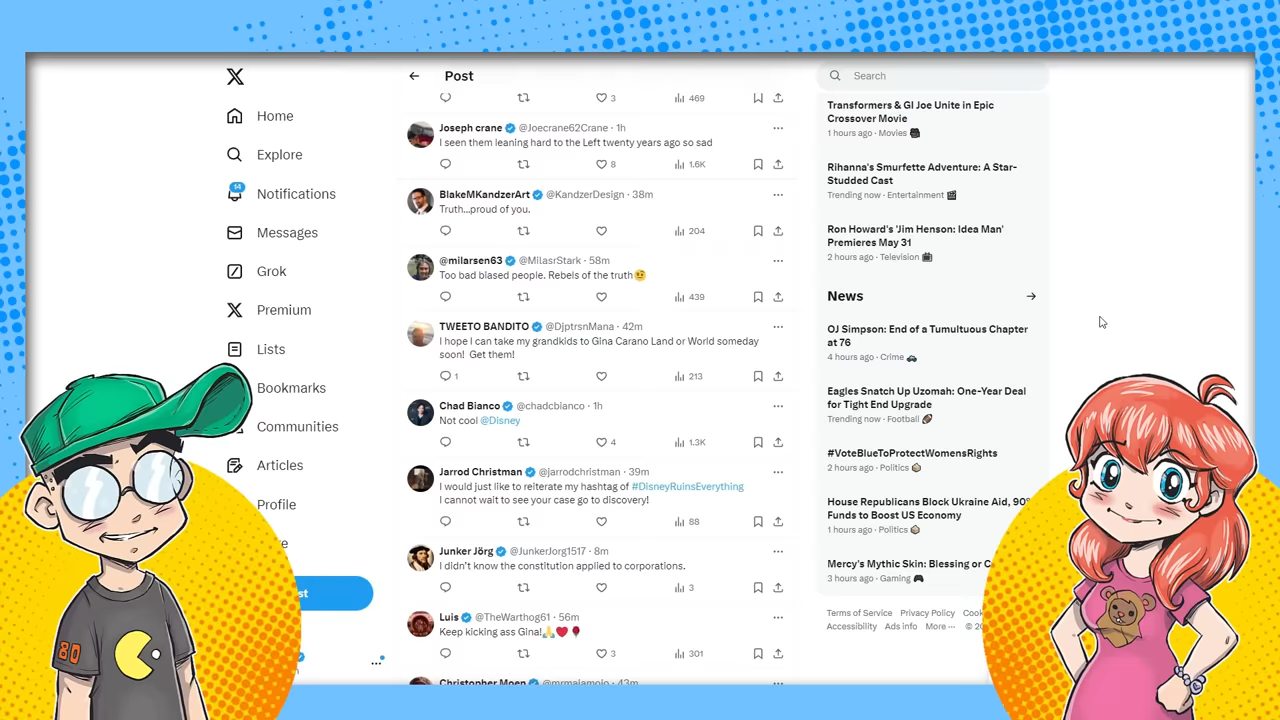 Home
Explore
14
Notifications
Messages
Grok
Premium
Lists
Bookmarks
Communities
Articles
Profile
Post
469
3
Joseph crane @Joecrane62Crane · 1h
I seen them leaning hard to the Left twenty years ago so sad
8
1.6K
BlakeMKandzerArt @KandzerDesign · 38m
Truth...proud of you.
204
@milarsen63 @MilasrStark · 58m
Too bad biased people. Rebels of the truth🤨
439
TWEETO BANDITO @DjptrsnMana · 42m
I hope I can take my grandkids to Gina Carano Land or World someday
soon! Get them!
1
213
Chad Bianco @chadcbianco · 1h
Not cool @Disney
4
1.3K
Jarrod Christman @jarrodchristman · 39m
I would just like to reiterate my hashtag of #DisneyRuinsEverything
I cannot wait to see your case go to discovery!
88
Junker Jörg @JunkerJorg1517 · 8m
I didn't know the constitution applied to corporations.
3
Luis @TheWarthog61 · 56m
Keep kicking ass Gina!🙏❤️🌹
3
301
Christopher Moen @mrmajamojo · 43m
Search
Transformers & GI Joe Unite in Epic
Crossover Movie
1 hours ago · Movies
Rihanna's Smurfette Adventure: A Star-
Studded Cast
Trending now · Entertainment
Ron Howard's 'Jim Henson: Idea Man'
Premieres May 31
2 hours ago · Television
News
OJ Simpson: End of a Tumultuous Chapter
at 76
4 hours ago · Crime
Eagles Snatch Up Uzomah: One-Year Deal
for Tight End Upgrade
Trending now · Football
#VoteBlueToProtectWomensRights
2 hours ago · Politics
House Republicans Block Ukraine Aid, 90%
Funds to Boost US Economy
1 hours ago · Politics
Mercy's Mythic Skin: Blessing or C
3 hours ago · Gaming
Terms of Service Privacy Policy Cook
Accessibility Ads info More ··· © 20
80